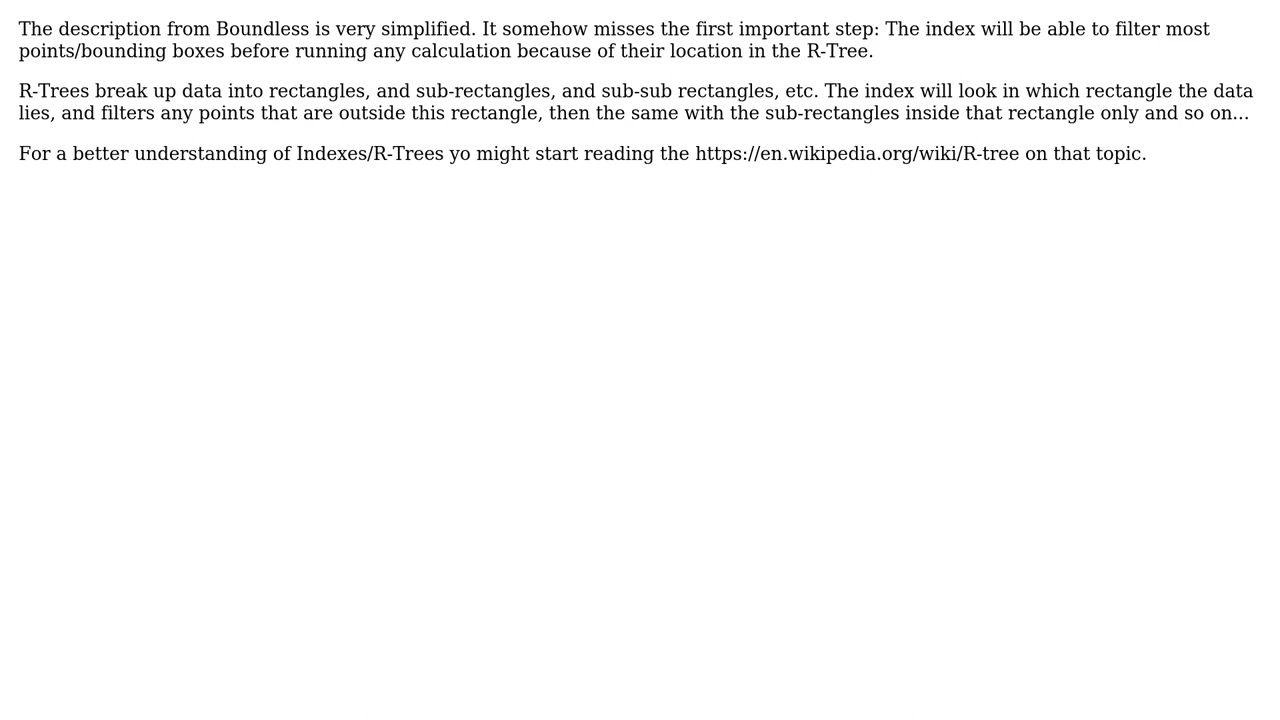 The description from Boundless is very simplified. It somehow misses the first important step: The index will be able to filter most
points/bounding boxes before running any calculation because of their location in the R-Tree.
R-Trees break up data into rectangles, and sub-rectangles, and sub-sub rectangles, etc. The index will look in which rectangle the data
lies, and filters any points that are outside this rectangle, then the same with the sub-rectangles inside that rectangle only and so on...
For a better understanding of Indexes/R-Trees yo might start reading the https://en.wikipedia.org/wiki/R-tree on that topic.